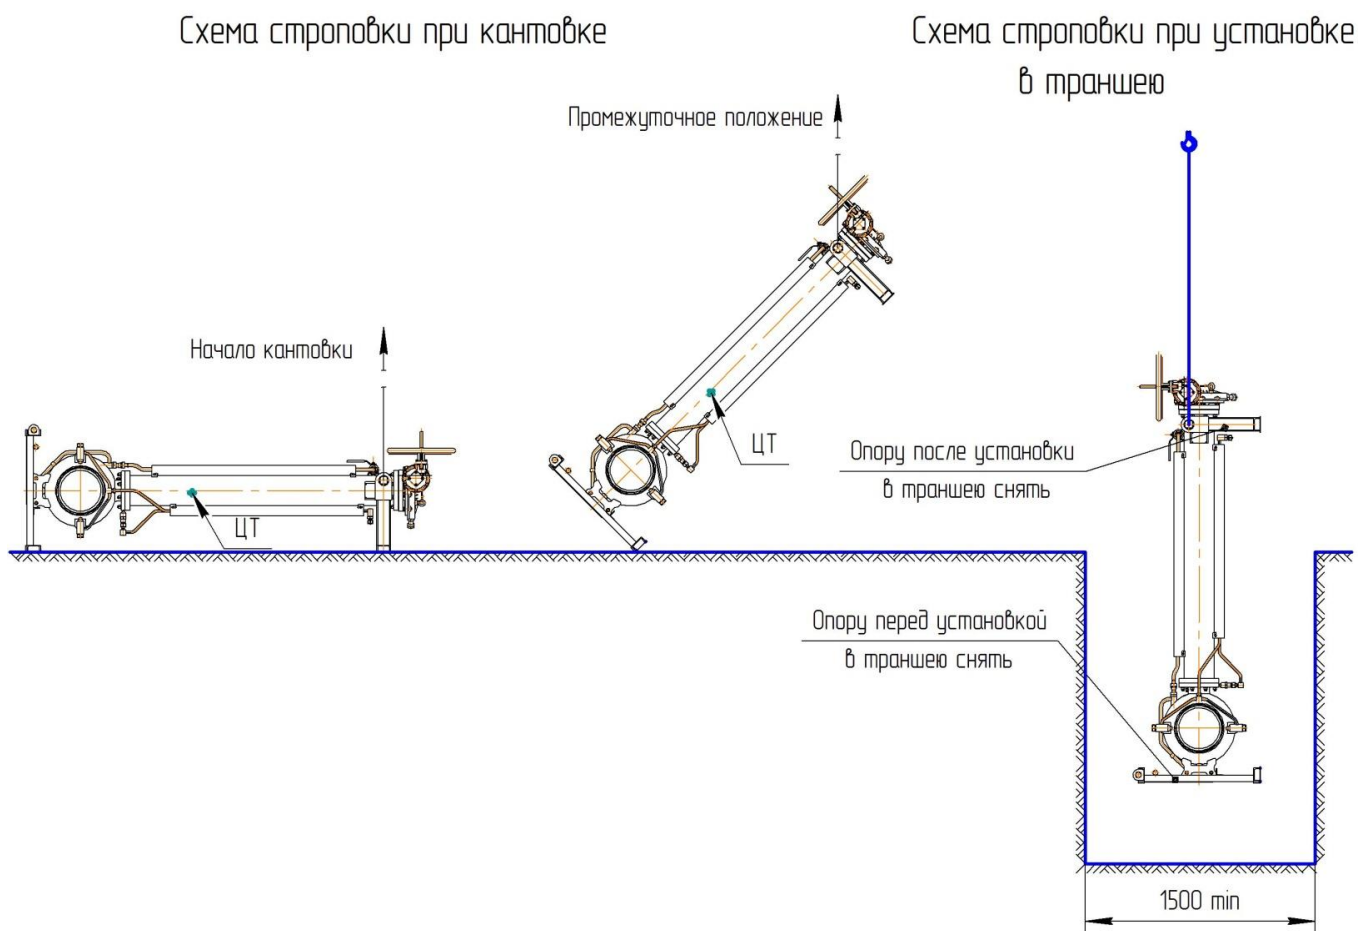 Схема строповки при кантовке
Схема строповки при установке
в траншею
Промежуточное положение
Начало кантовки
ЦТ
ЦТ
Опору после установки
в траншею снять
Опору перед установкой
в траншею снять
1500 min